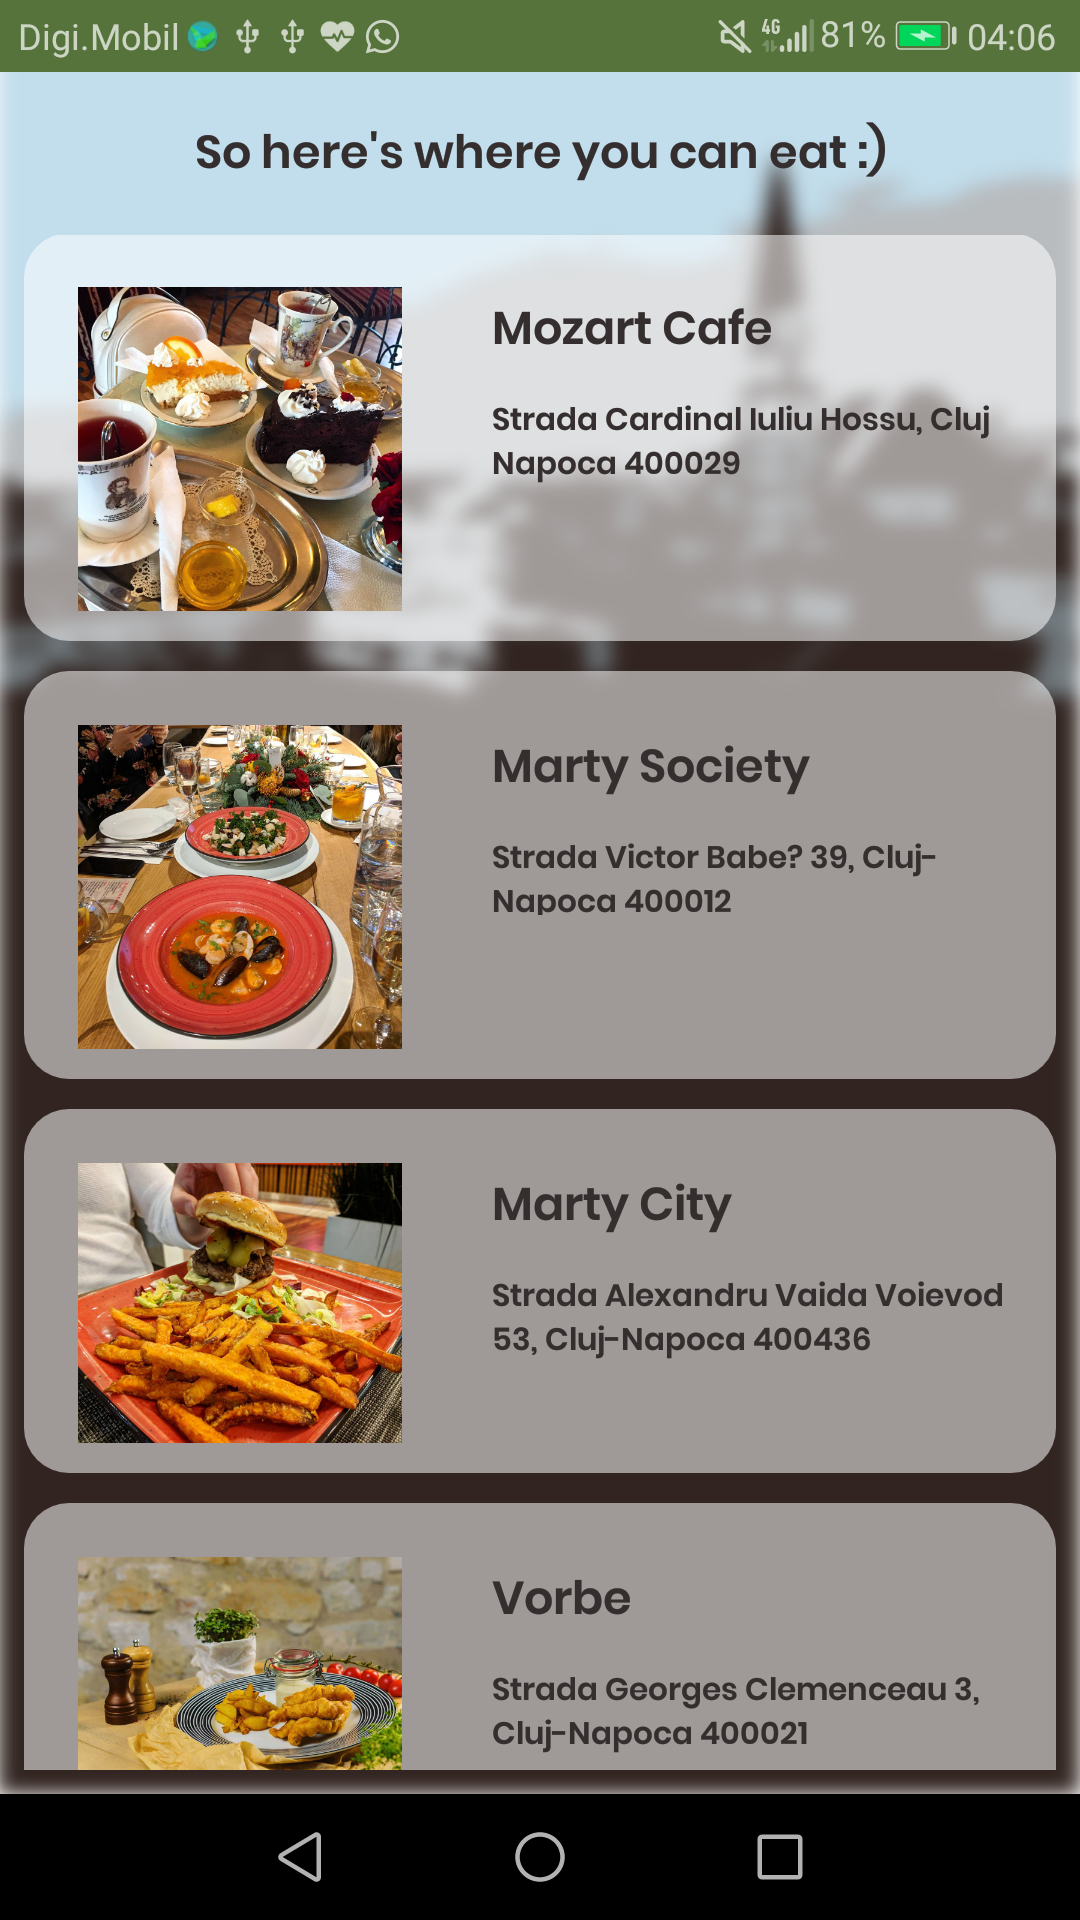 Digi.Mobil 4G 81% 04:06
So here's where you can eat :)
Mozart Cafe
Strada Cardinal Iuliu Hossu, Cluj
Napoca 400029
Marty Society
Strada Victor Babe? 39, Cluj-
Napoca 400012
Marty City
Strada Alexandru Vaida Voievod
53, Cluj-Napoca 400436
Vorbe
Strada Georges Clemenceau 3,
Cluj-Napoca 400021